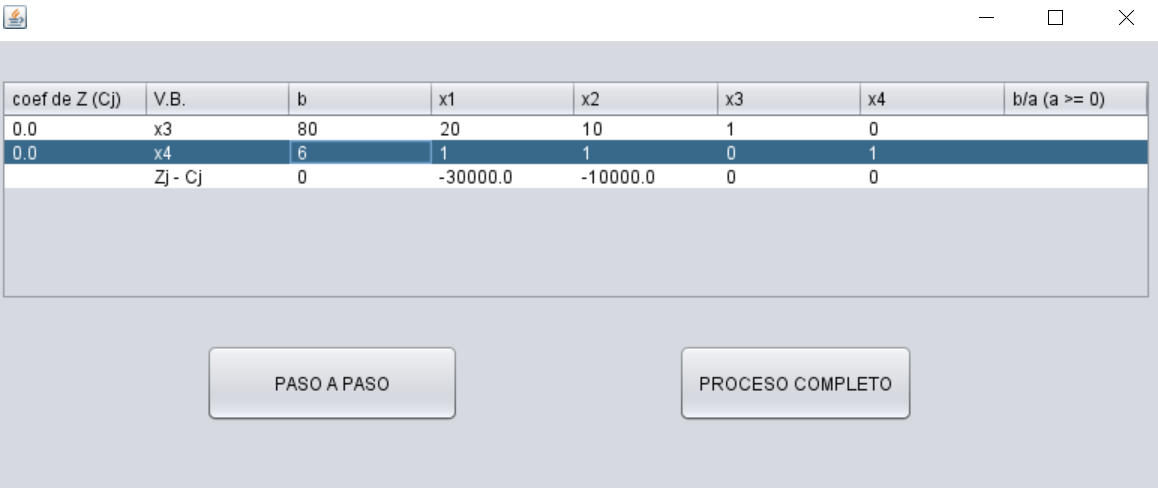 coef de Z (Cj) V.B. b x1 x2 x3 x4 b/a (a >= 0)
0.0 x3 80 20 10 1 0
0.0 x4 6 1 1 0 1
Zj - Cj 0 -30000.0 -10000.0 0 0
PASO A PASO PROCESO COMPLETO